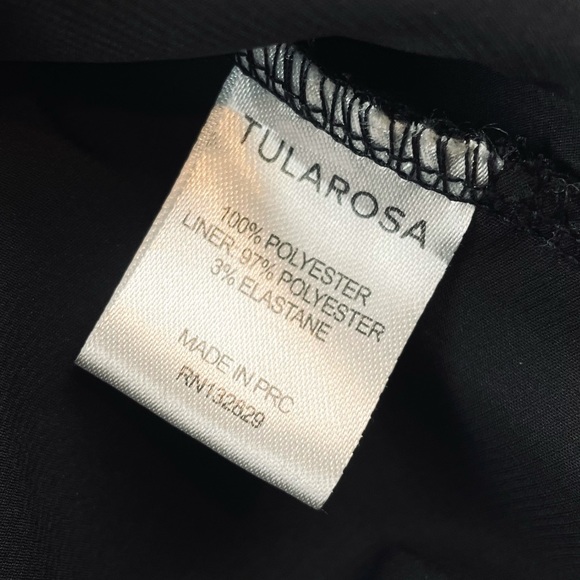 TULAROSA
100% POLYESTER
LINER: 97% POLYESTER
3% ELASTANE
MADE IN PRC
RN132829